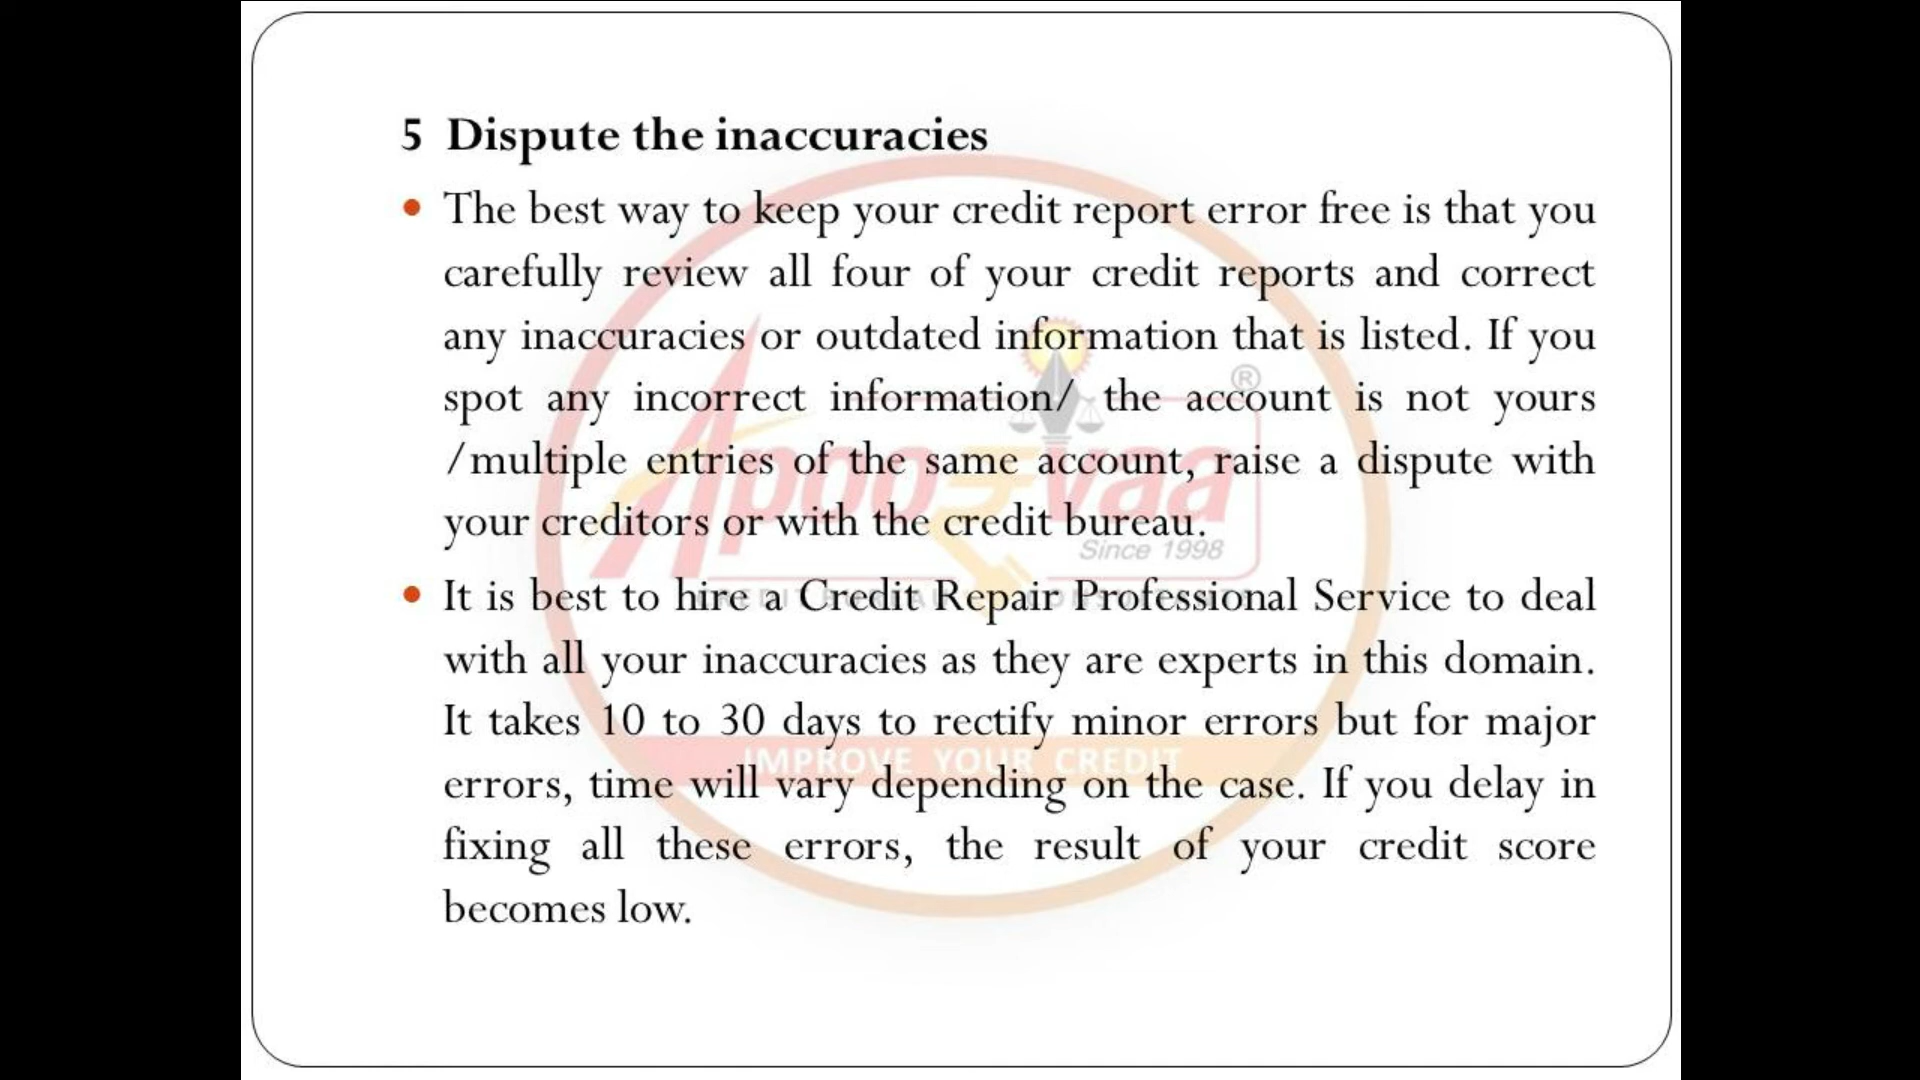 5 Dispute the inaccuracies
• The best way to keep your credit report error free is that you
carefully review all four of your credit reports and correct
any inaccuracies or outdated information that is listed. If you
spot any incorrect information/ the account is not yours
/multiple entries of the same account, raise a dispute with
your creditors or with the credit bureau.
• It is best to hire a Credit Repair Professional Service to deal
with all your inaccuracies as they are experts in this domain.
It takes 10 to 30 days to rectify minor errors but for major
errors, time will vary depending on the case. If you delay in
fixing all these errors, the result of your credit score
becomes low.
®
Apoo₹vaa
Since 1998
IMPROVE YOUR CREDIT